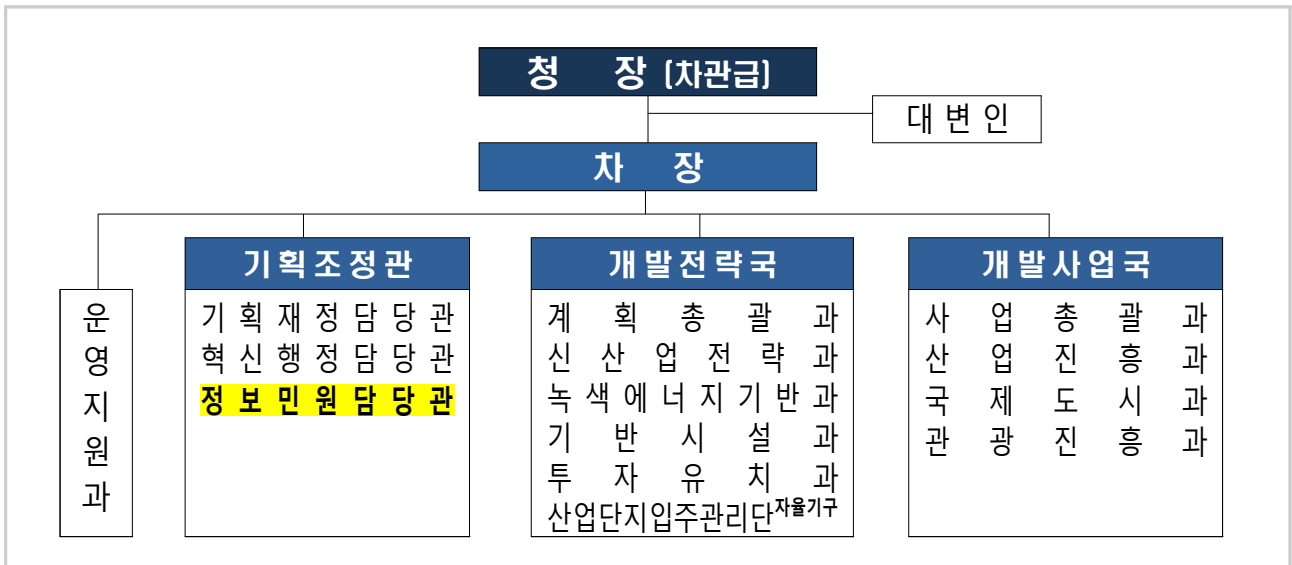 청 장 (차관급)
대 변 인
차 장
운영지원과
기획조정관
기획재정담당관
혁신행정담당관
정보민원담당관
개발전략국
계획총괄과
신산업전략과
녹색에너지기반과
기반시설과
투자유치과
산업단지입주관리단자율기구
개발사업국
사업총괄과
산업진흥과
국제도시과
관광진흥과